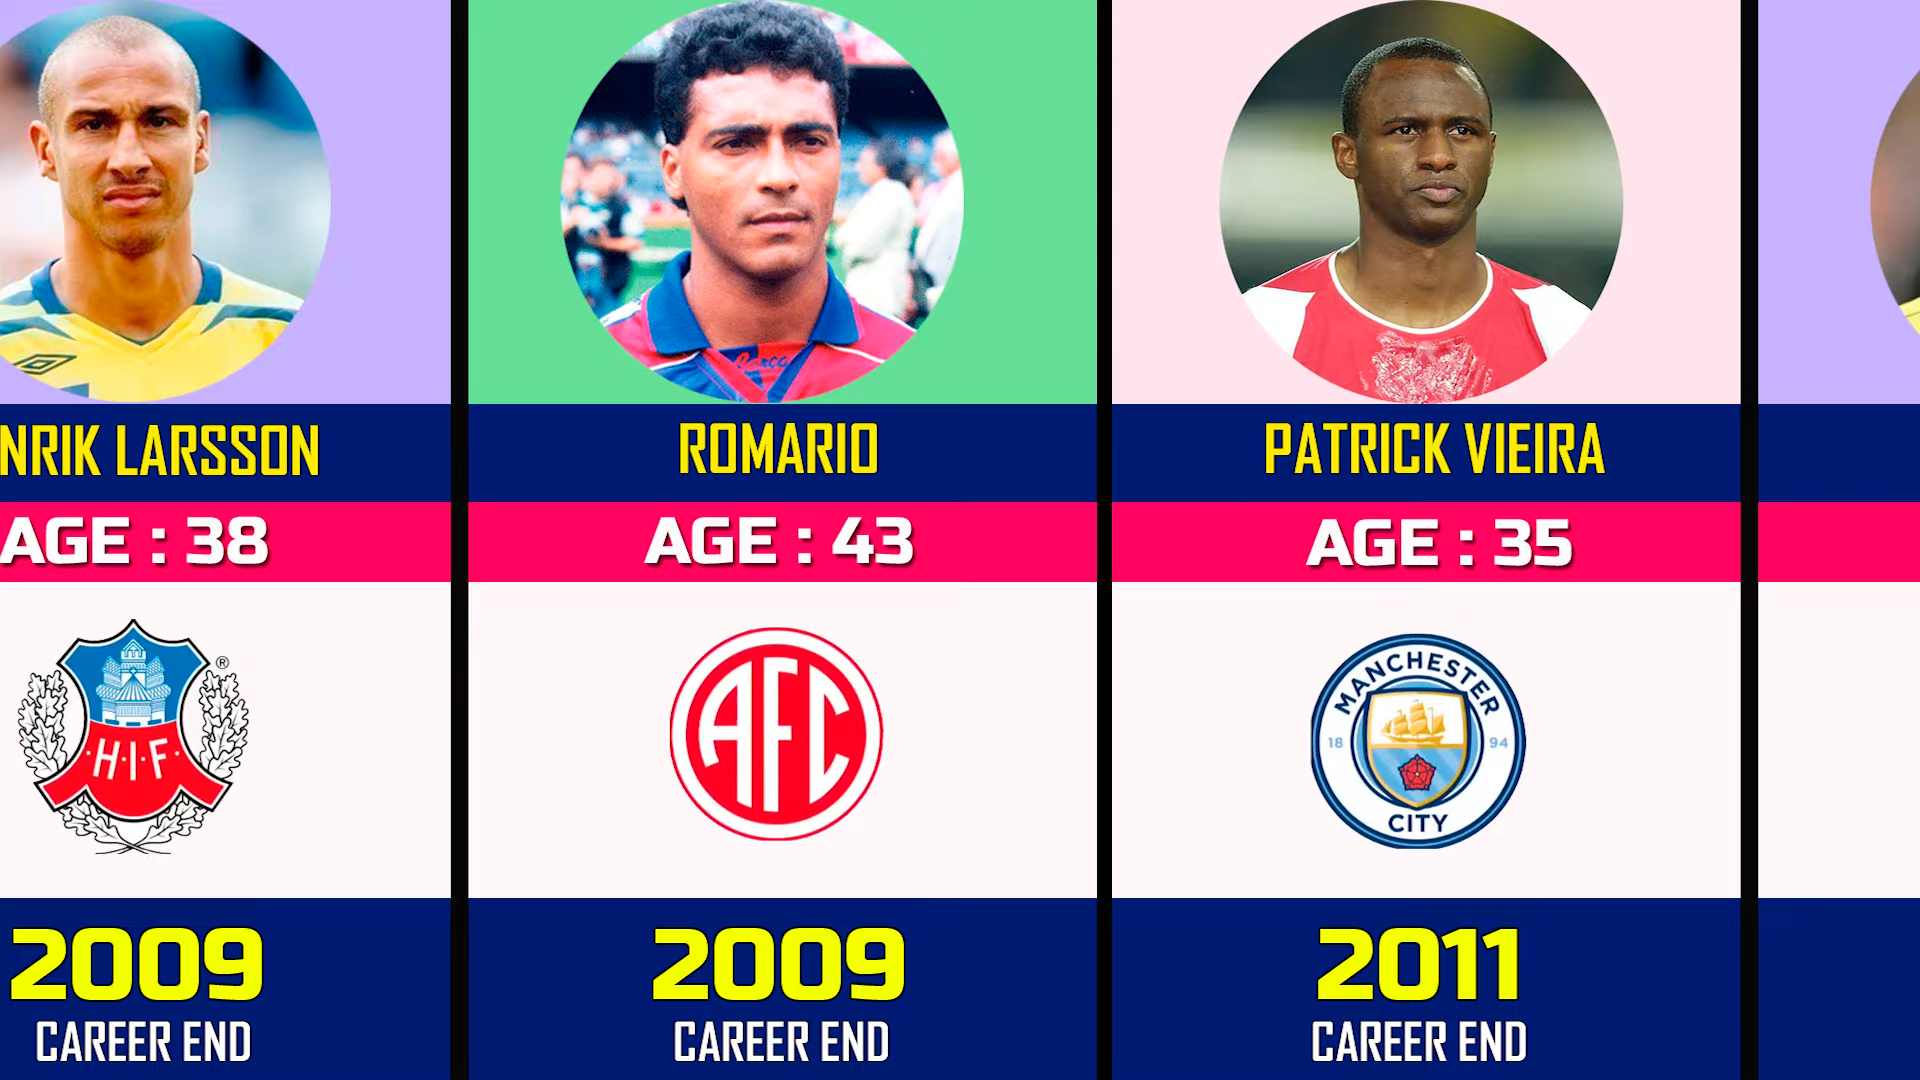 NRIK LARSSON
AGE : 38
®
H·I·F
2009
CAREER END
Barça
ROMARIO
AGE : 43
AFC
2009
CAREER END
PATRICK VIEIRA
AGE : 35
MANCHESTER
18 94
CITY
2011
CAREER END